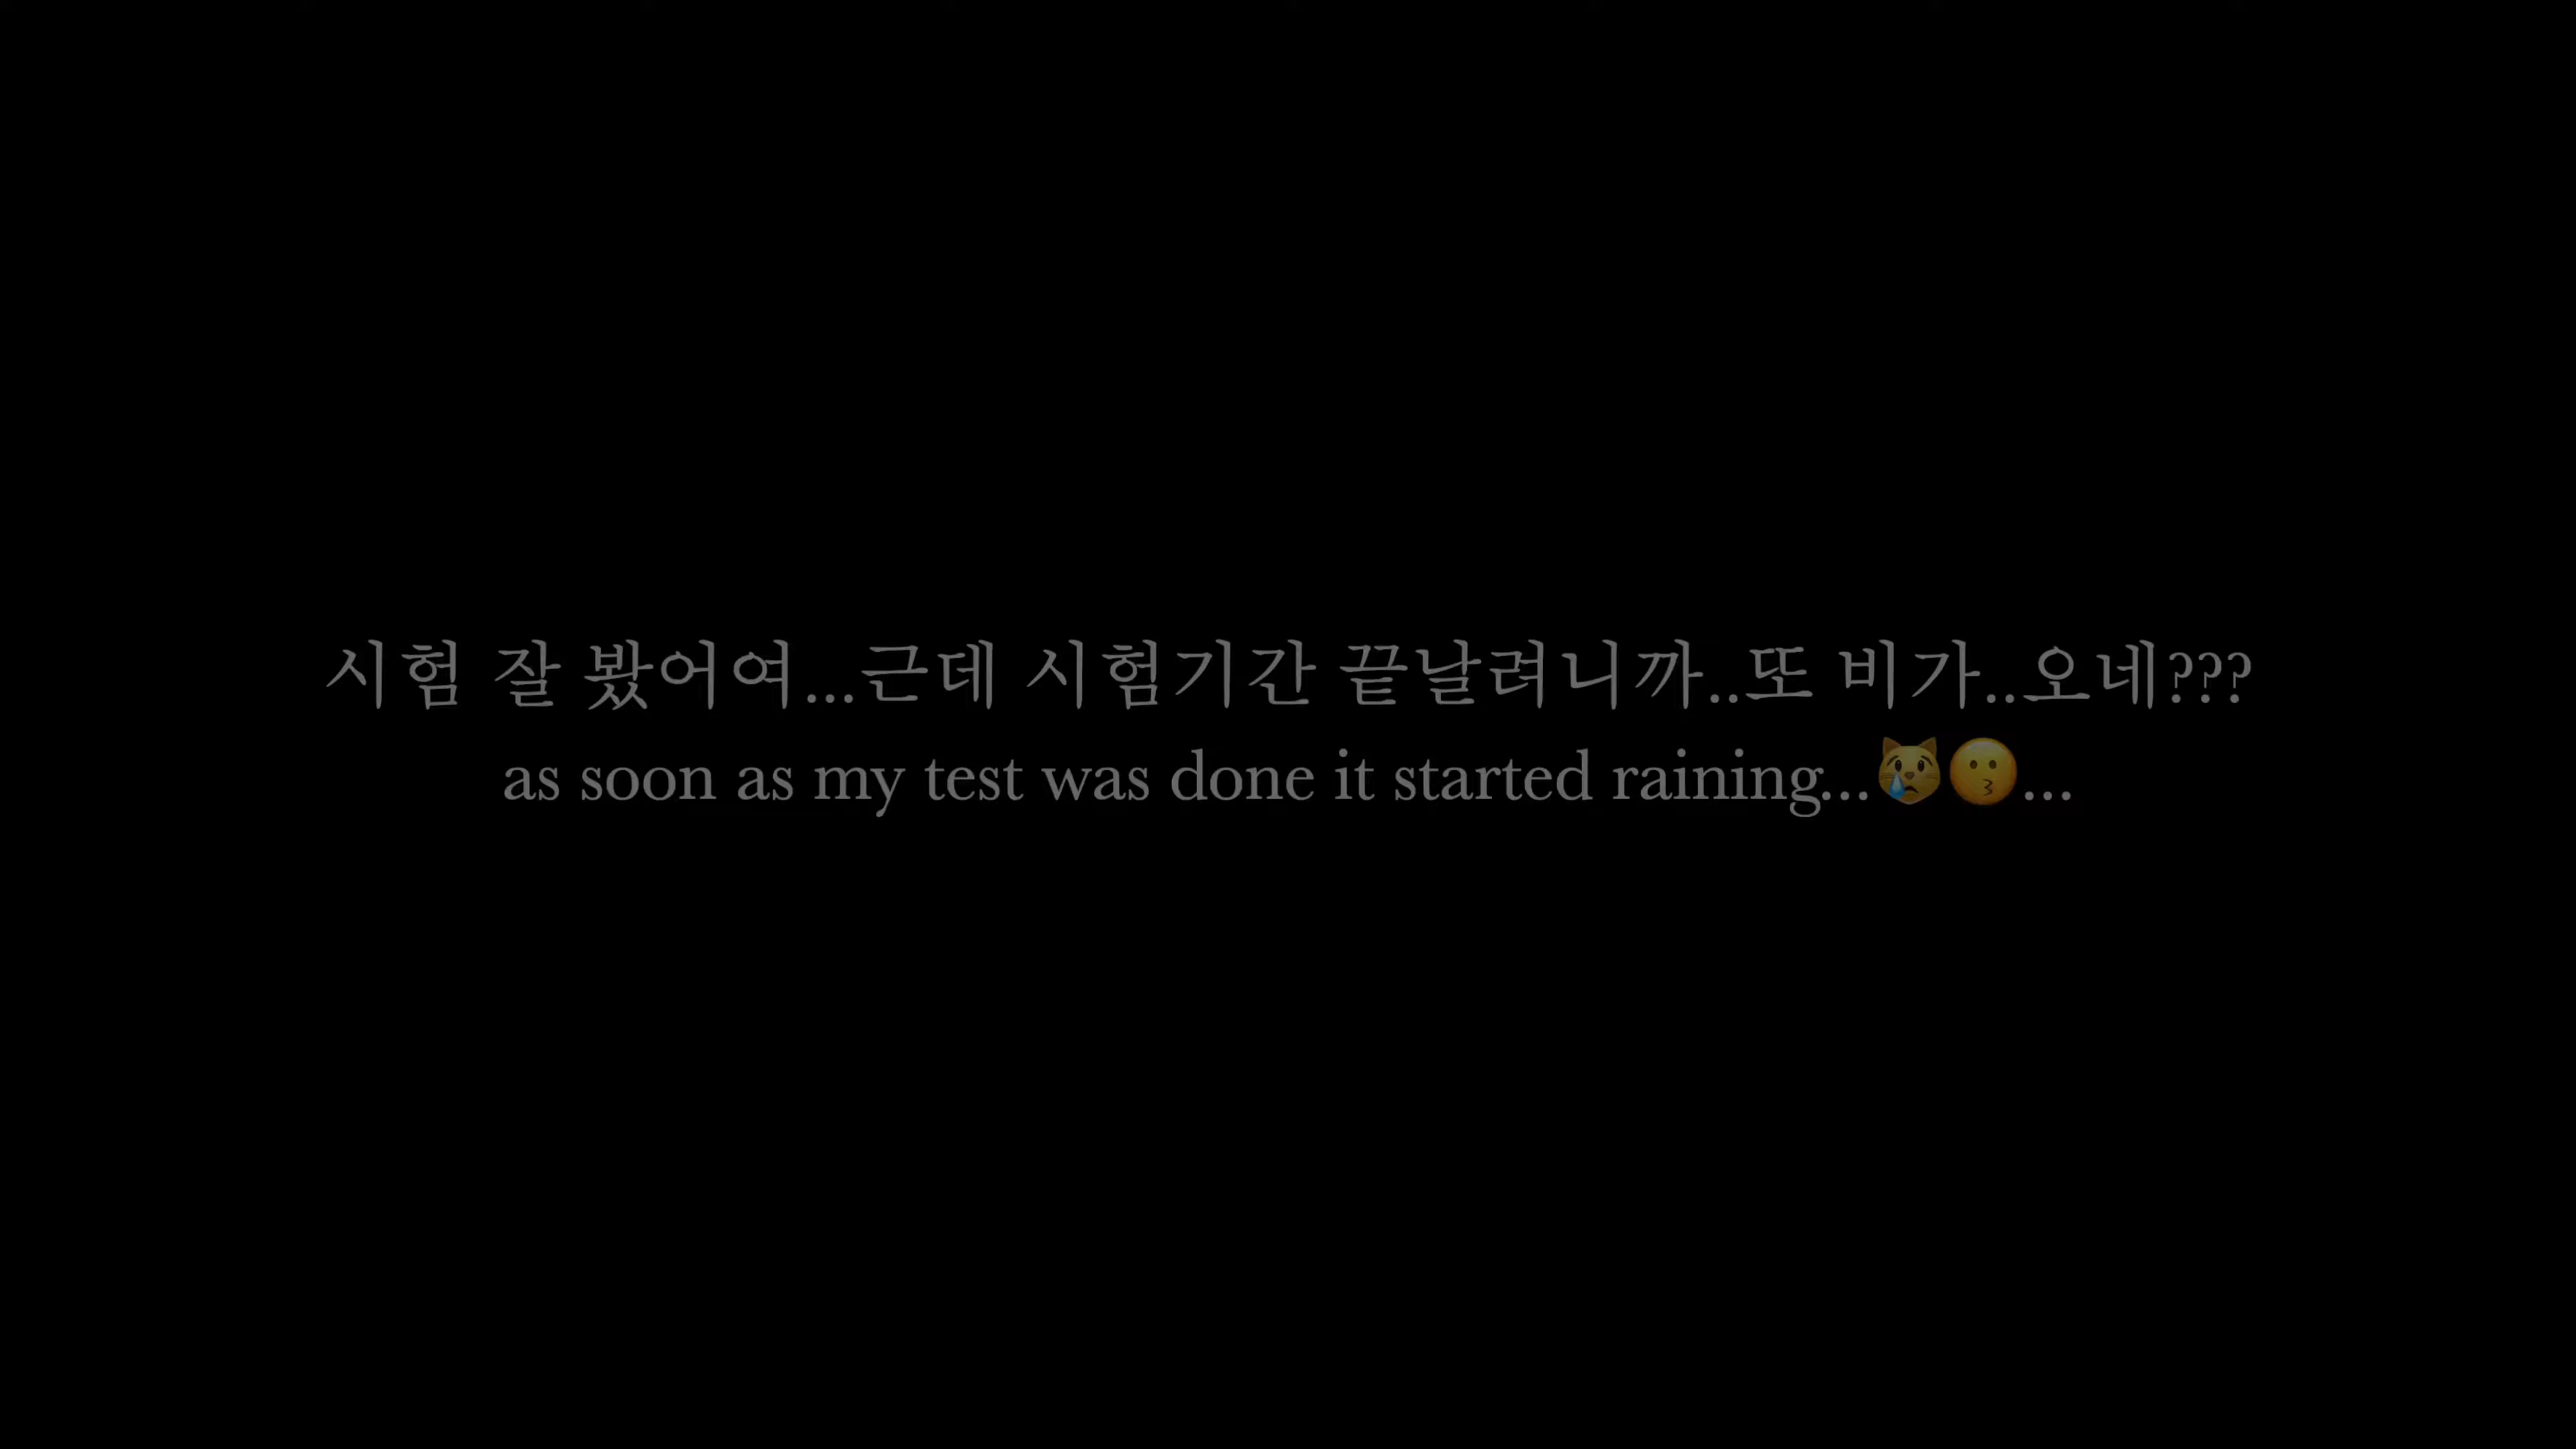 시험 잘 봤어여...근데 시험기간 끝날려니까..또 비가..오네???
as soon as my test was done it started raining...😿😗...